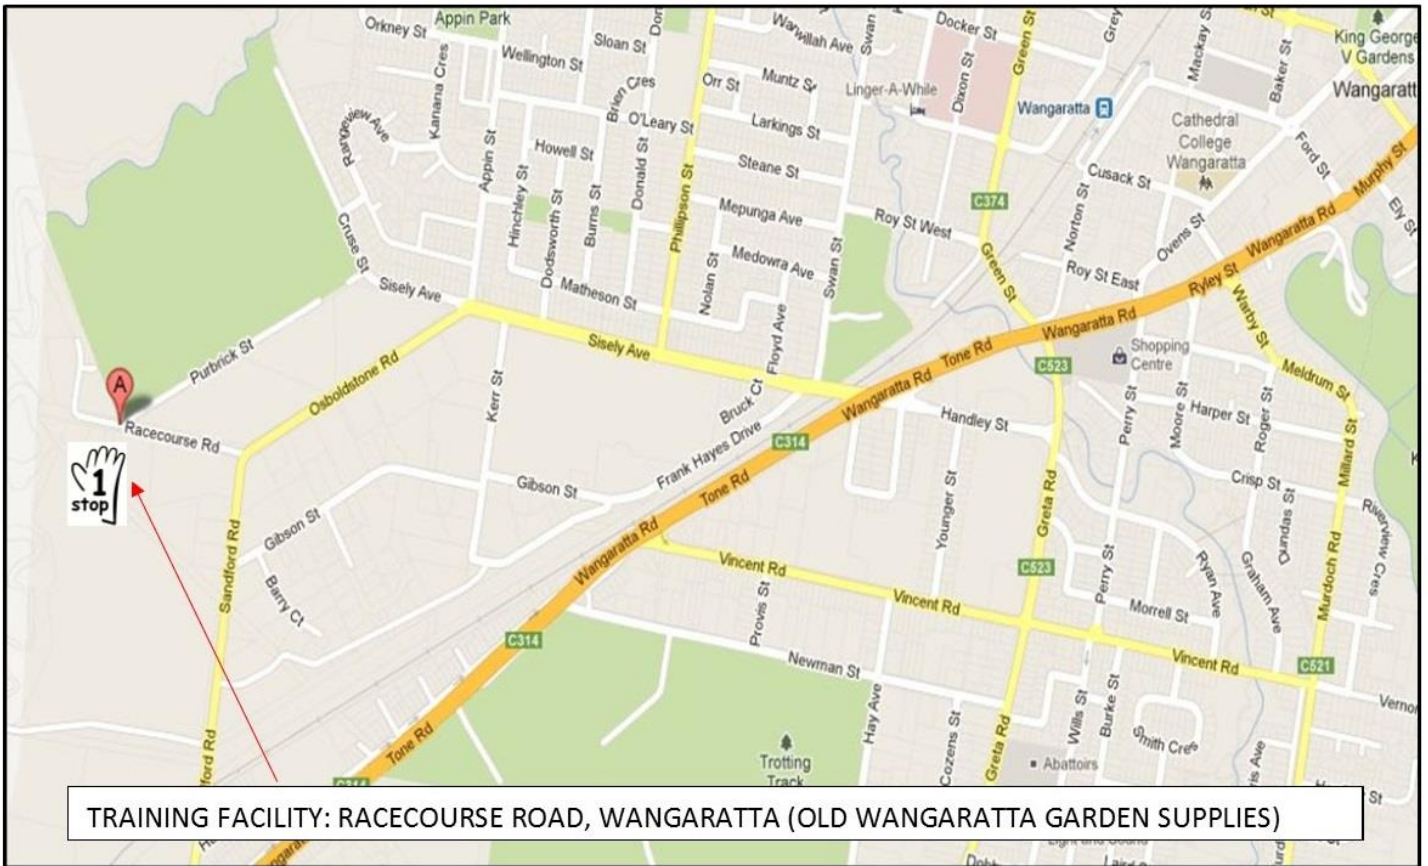 Appin Park
Orkney St
Wellington St
Sloan St
Warwillah Ave
Swan St
Docker St
Green St
Mackay St
Baker St
King George
V Gardens
Wangaratt
Kanana Cres
Brien Cres
Orr St
Muntz St
Linger-A-While
Dixon St
Wangaratta
Cathedral
College
Wangaratta
Rangeview Ave
O'Leary St
Larkings St
Ford St
Howell St
Appin St
Donald St
Steane St
Cusack St
Murphy St
Hinchley St
Dodsworth St
Burns St
Phillipson St
Mepunga Ave
Roy St West
C374
Norton St
Ovens St
Ely St
Cruse St
Nolan St
Medowra Ave
Swan St
Green St
Roy St East
Wangaratta Rd
Ryley St
Sisely Ave
Matheson St
Floyd Ave
Wangaratta Rd
Warby St
Purbrick St
Osboldstone Rd
Sisely Ave
Tone Rd
Shopping
Centre
Meldrum St
A
Kerr St
Bruck Ct
Wangaratta Rd
C523
Perry St
Moore St
Harper St
Roger St
Millard St
Racecourse Rd
Handley St
Frank Hayes Drive
C314
1
stop
Gibson St
Tone Rd
Younger St
Greta Rd
Crisp St
Dundas St
Riverview Cres
Gibson St
Wangaratta Rd
Sandford Rd
Barry Ct
Vincent Rd
C523
Perry St
Ryan Ave
Graham Ave
Murdoch Rd
Provis St
Vincent Rd
Morrell St
C314
Newman St
Vincent Rd
C521
Hay Ave
Vernon
Tone Rd
Cozens St
Greta Rd
Wills St
Burke St
Smith Cres
Trotting
Track
Abattoirs
TRAINING FACILITY: RACECOURSE ROAD, WANGARATTA (OLD WANGARATTA GARDEN SUPPLIES)